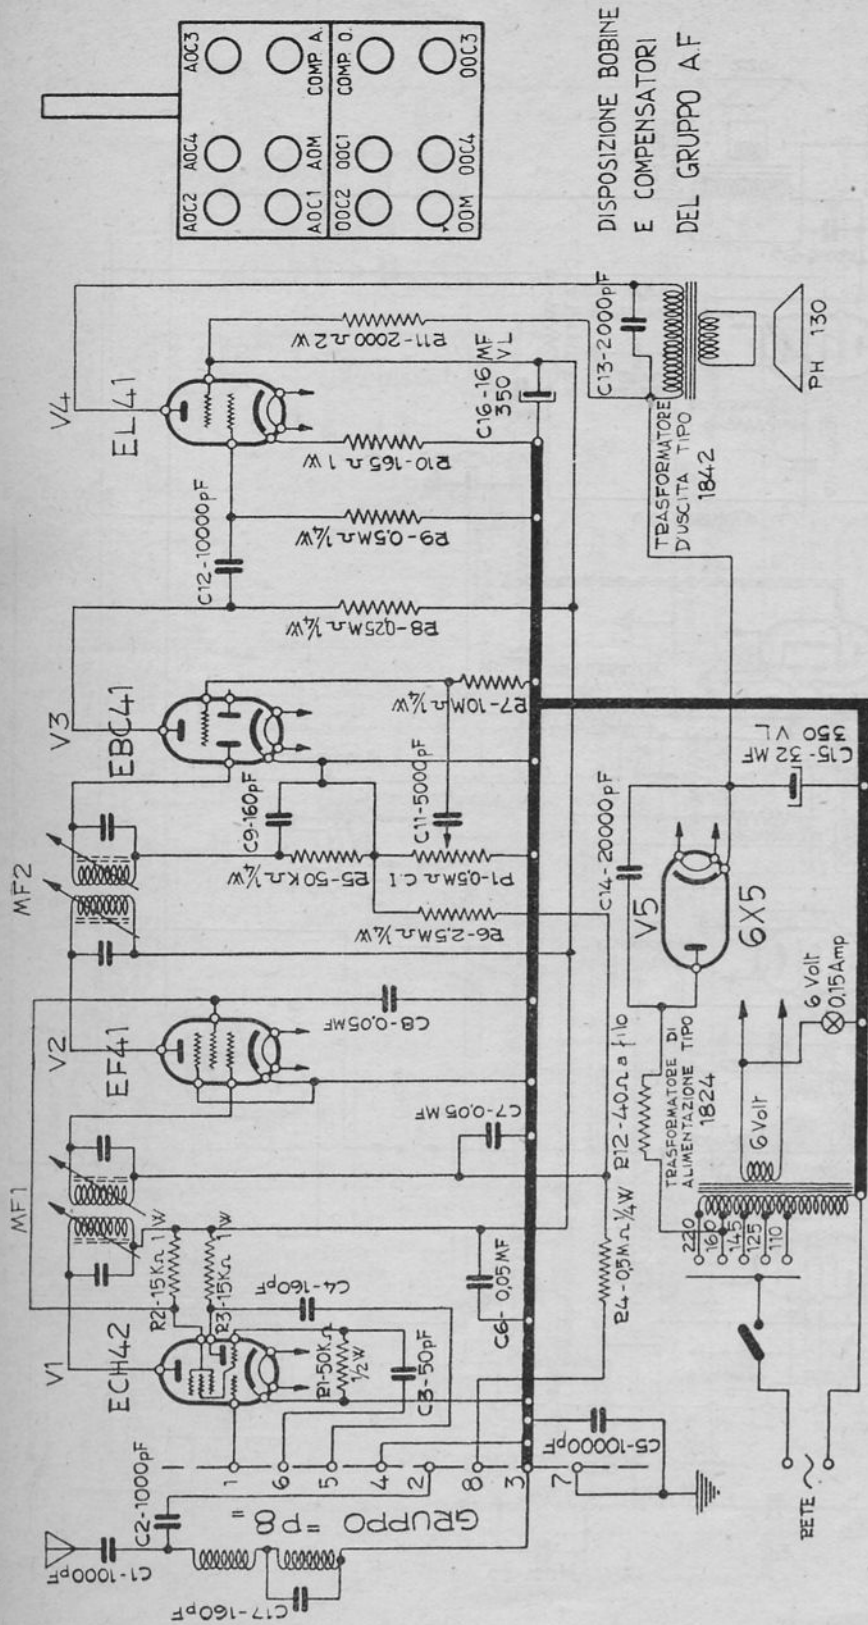 V1
ECH42
MF1
V2
EF41
MF2
V3
EBC41
V4
EL41
C1-1000pF
C2-1000pF
C17-160pF
GRUPPO =P8=
1
6
5
4
2
8
3
7
R1-50KΩ
½W
C3-50pF
R2-15KΩ 1W
R3-15KΩ 1W
C4-160pF
C5-10000pF
C6-0,05MF
R4-0,5MΩ ¼W
C7-0,05MF
C8-0,05MF
C9-160pF
R5-50KΩ ¼W
P1-0,5MΩ C.I
R6-2,5MΩ ¼W
C11-5000pF
R7-10MΩ ¼W
R8-0,25MΩ ¼W
C12-10000pF
R9-0,5MΩ ¼W
R10-165Ω 1W
R11-2000Ω 2W
C16-16MF
350 VL
C13-2000pF
TRASFORMATORE
D'USCITA TIPO
1842
PH 130
C14-20000pF
V5
6X5
C15-32MF
350 VL
R12-40Ω a filo
TRASFORMATORE DI
ALIMENTAZIONE TIPO
1824
6Volt
6 Volt
0,15Amp
220
160
145
125
110
RETE ~
AOC2
AOC4
AOC3
AOC1
AOM
COMP. A.
OOC2
OOC1
COMP. O.
OOM
OOC4
OOC3
DISPOSIZIONE BOBINE
E COMPENSATORI
DEL GRUPPO A.F